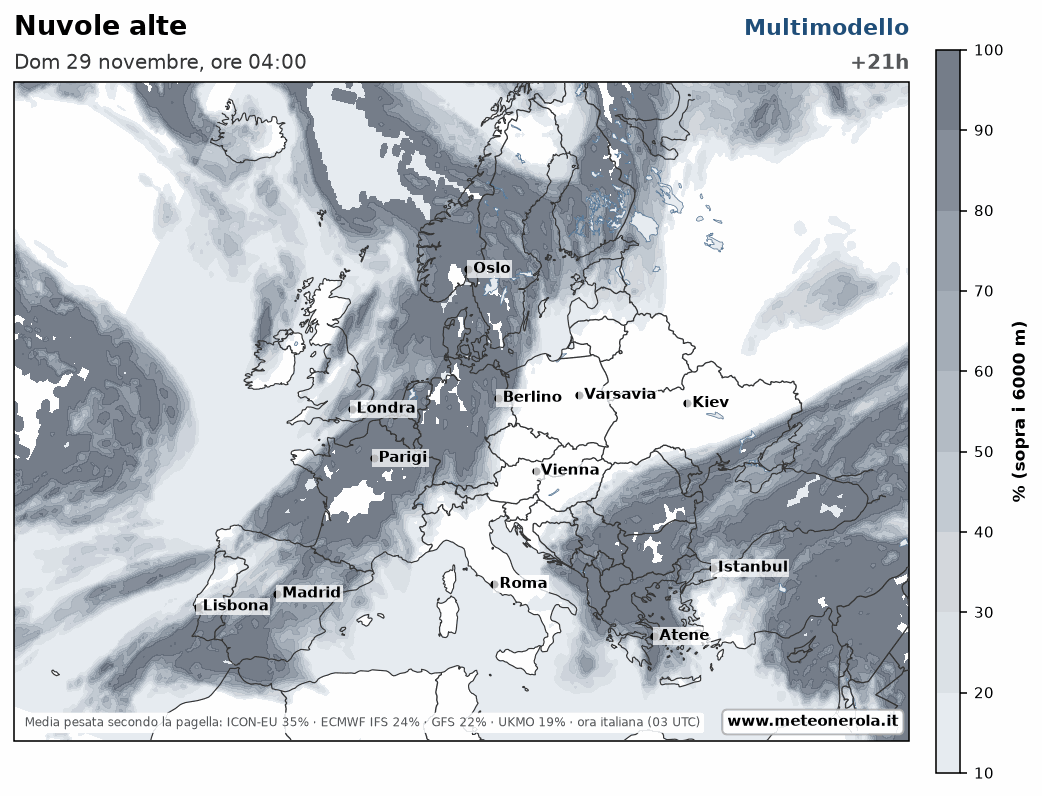 Nuvole alte
Multimodello
Dom 29 novembre, ore 04:00
+21h
100
90
80
70
60
50
40
30
20
10
% (sopra i 6000 m)
Oslo
Londra
Berlino
Varsavia
Kiev
Parigi
Vienna
Istanbul
Roma
Madrid
Lisbona
Atene
Media pesata secondo la pagella: ICON-EU 35% · ECMWF IFS 24% · GFS 22% · UKMO 19% · ora italiana (03 UTC)
www.meteonerola.it